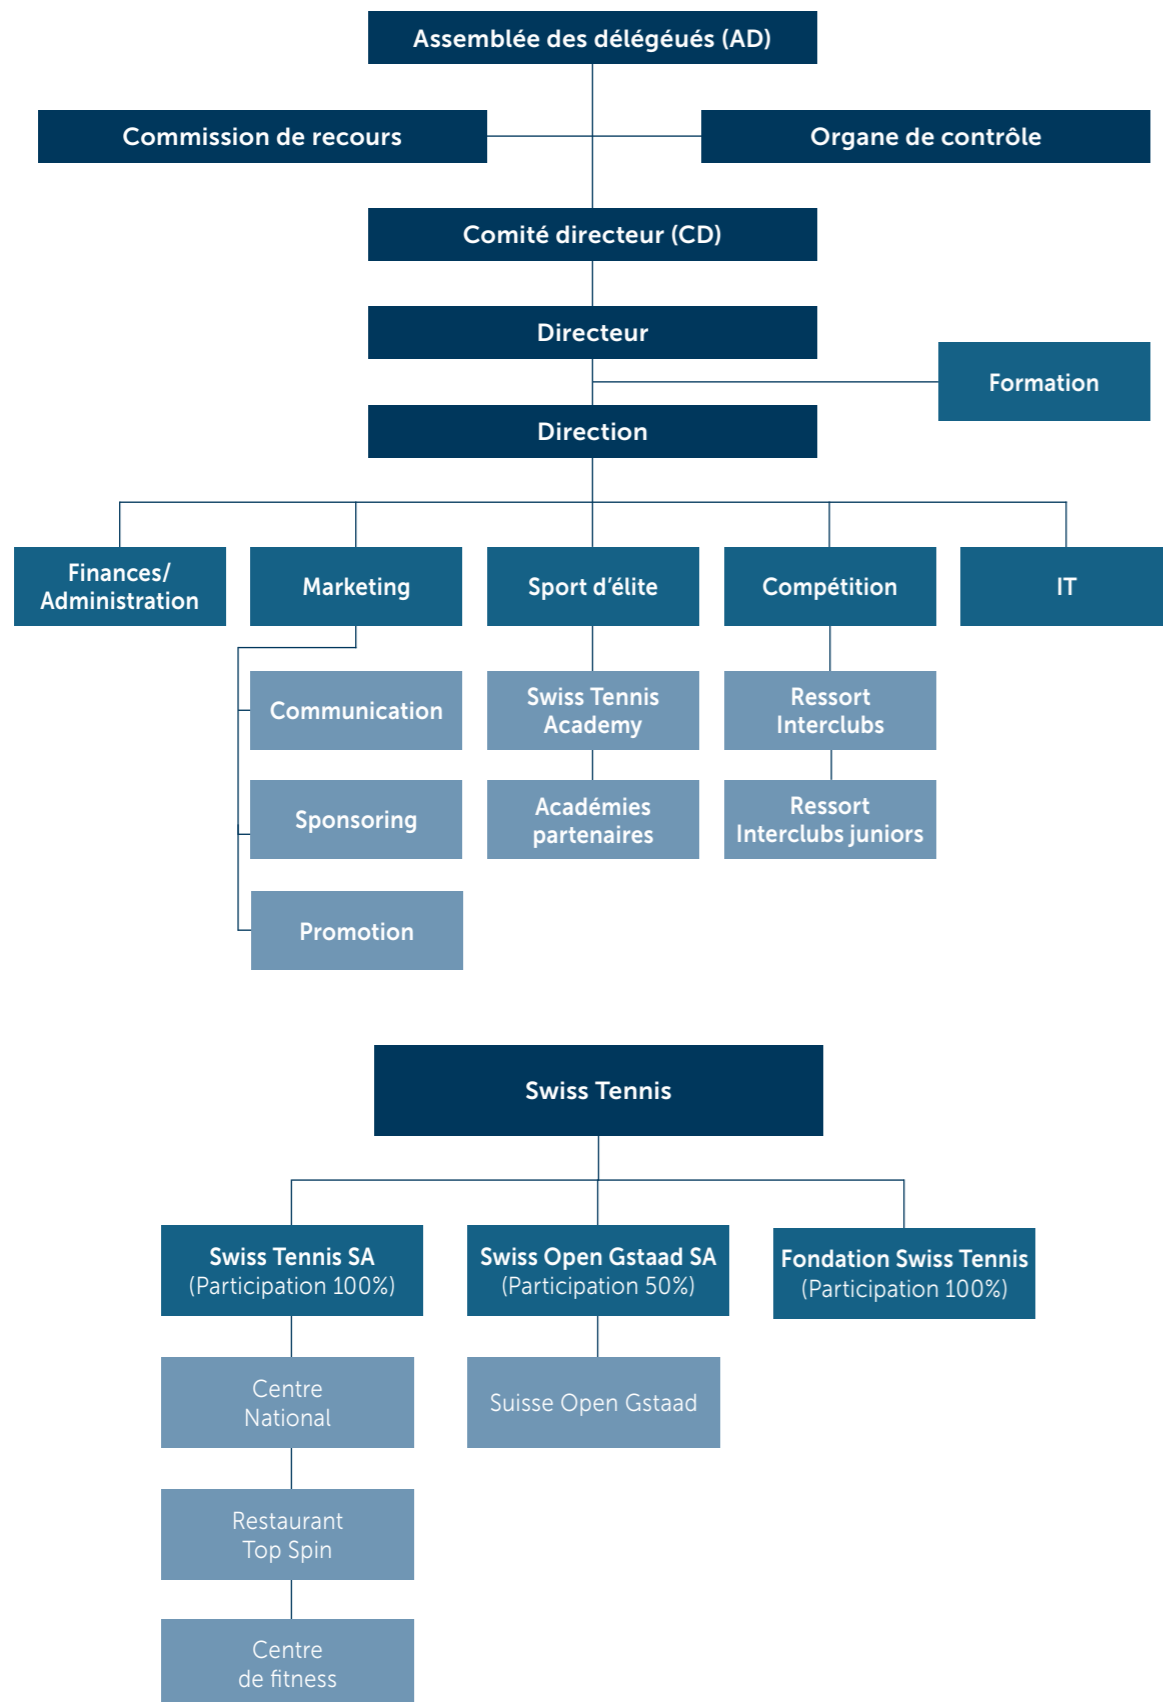 Assemblée des délégéués (AD)
Commission de recours
Organe de contrôle
Comité directeur (CD)
Directeur
Formation
Direction
Finances/
Administration
Marketing
Sport d’élite
Compétition
IT
Communication
Swiss Tennis
Academy
Ressort
Interclubs
Sponsoring
Académies
partenaires
Ressort
Interclubs juniors
Promotion
Swiss Tennis
Swiss Tennis SA
(Participation 100%)
Swiss Open Gstaad SA
(Participation 50%)
Fondation Swiss Tennis
(Participation 100%)
Centre
National
Suisse Open Gstaad
Restaurant
Top Spin
Centre
de fitness